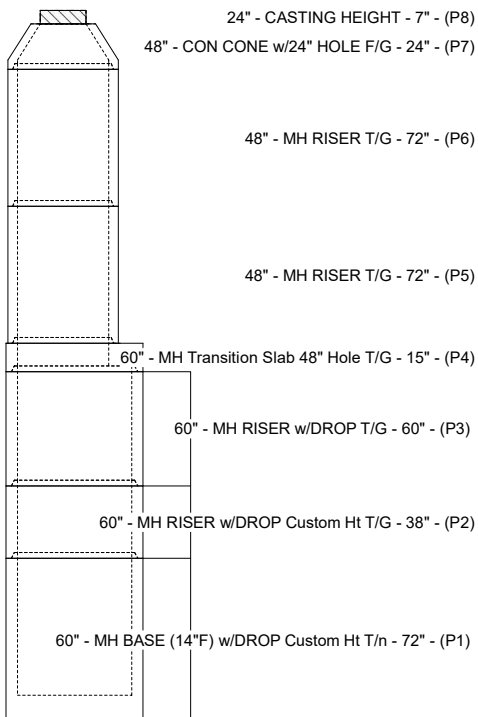 24" - CASTING HEIGHT - 7" - (P8)
48" - CON CONE w/24" HOLE F/G - 24" - (P7)
48" - MH RISER T/G - 72" - (P6)
48" - MH RISER T/G - 72" - (P5)
60" - MH Transition Slab 48" Hole T/G - 15" - (P4)
60" - MH RISER w/DROP T/G - 60" - (P3)
60" - MH RISER w/DROP Custom Ht T/G - 38" - (P2)
60" - MH BASE (14"F) w/DROP Custom Ht T/n - 72" - (P1)